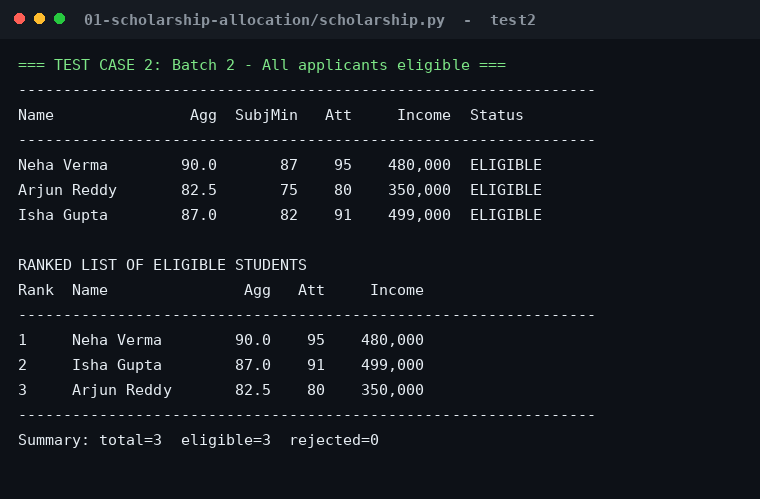 01-scholarship-allocation/scholarship.py  -  test2
=== TEST CASE 2: Batch 2 - All applicants eligible ===
----------------------------------------------------------------
Name               Agg  SubjMin   Att     Income  Status
----------------------------------------------------------------
Neha Verma        90.0       87    95    480,000  ELIGIBLE
Arjun Reddy       82.5       75    80    350,000  ELIGIBLE
Isha Gupta        87.0       82    91    499,000  ELIGIBLE
RANKED LIST OF ELIGIBLE STUDENTS
Rank  Name               Agg   Att     Income
----------------------------------------------------------------
1     Neha Verma        90.0    95    480,000
2     Isha Gupta        87.0    91    499,000
3     Arjun Reddy       82.5    80    350,000
----------------------------------------------------------------
Summary: total=3  eligible=3  rejected=0